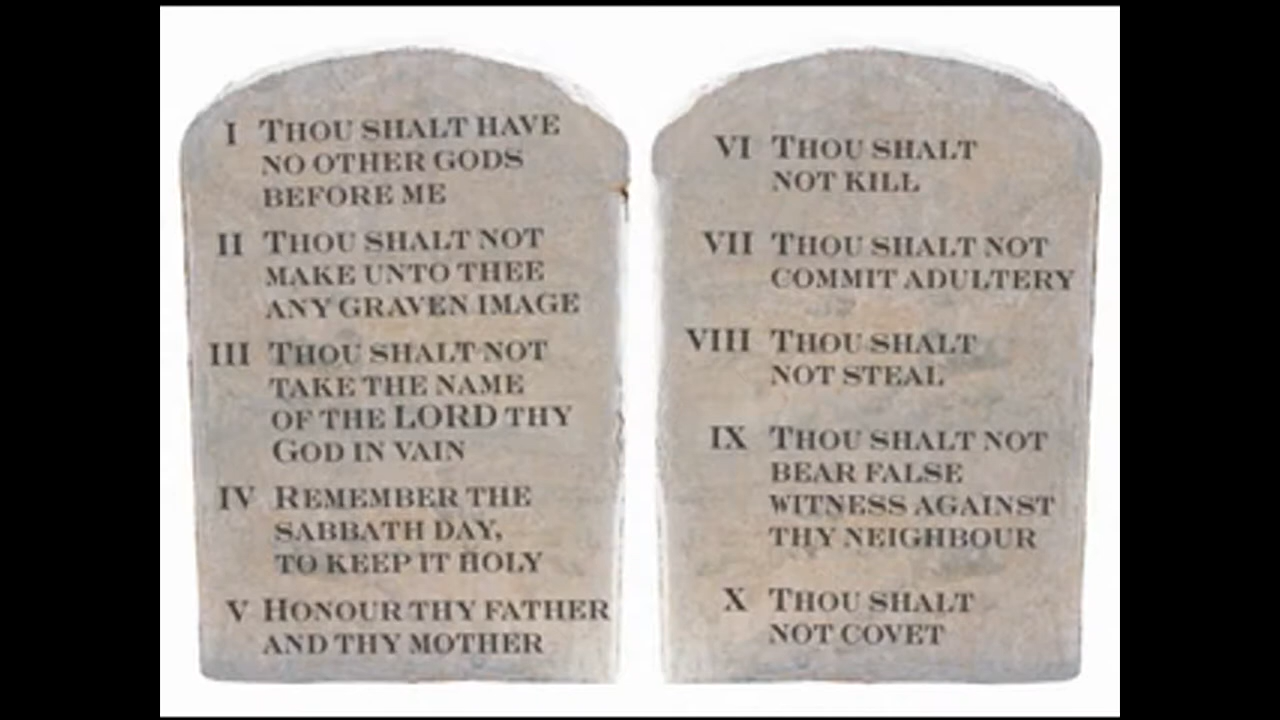 I THOU SHALT HAVE
NO OTHER GODS
BEFORE ME
II THOU SHALT NOT
MAKE UNTO THEE
ANY GRAVEN IMAGE
III THOU SHALT NOT
TAKE THE NAME
OF THE LORD THY
GOD IN VAIN
IV REMEMBER THE
SABBATH DAY,
TO KEEP IT HOLY
V HONOUR THY FATHER
AND THY MOTHER
VI THOU SHALT
NOT KILL
VII THOU SHALT NOT
COMMIT ADULTERY
VIII THOU SHALT
NOT STEAL
IX THOU SHALT NOT
BEAR FALSE
WITNESS AGAINST
THY NEIGHBOUR
X THOU SHALT
NOT COVET